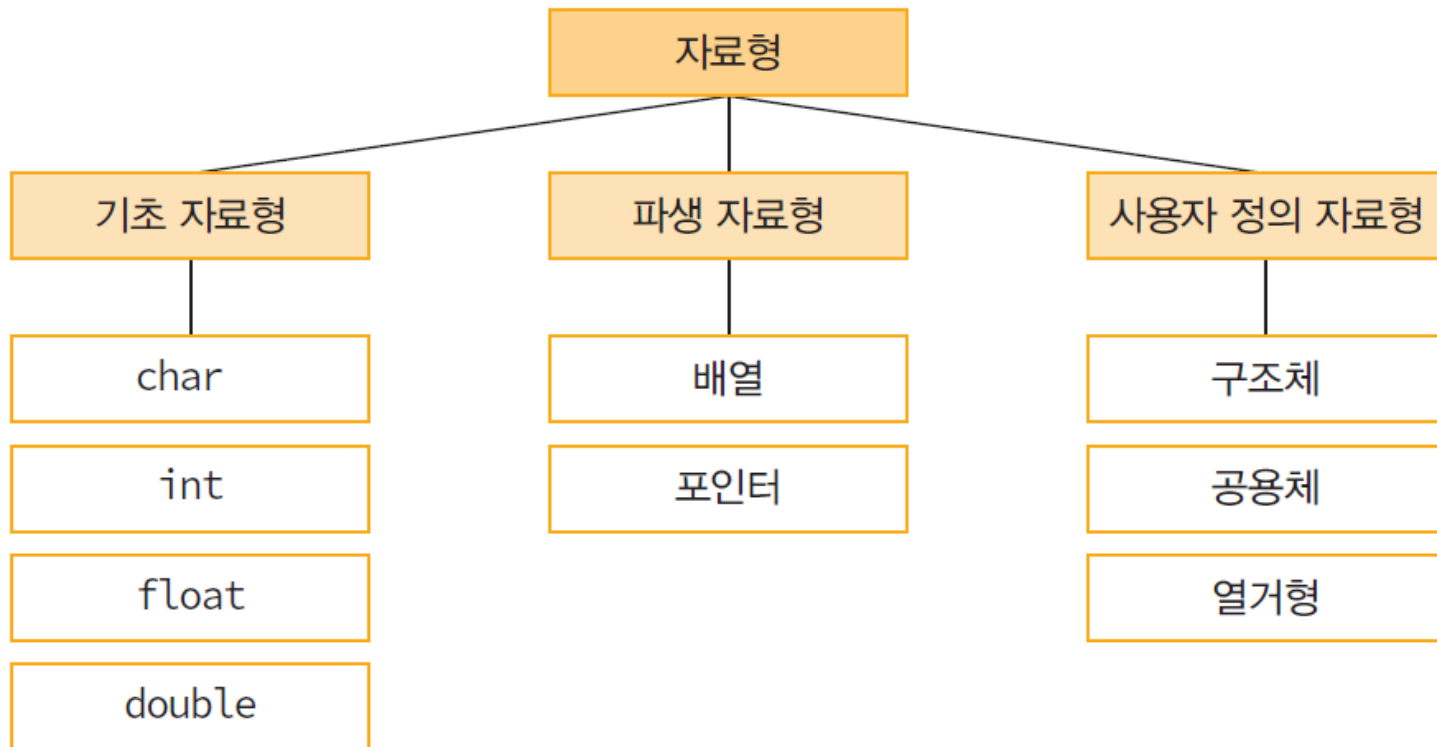 자료형
기초 자료형
파생 자료형
사용자 정의 자료형
char
배열
구조체
int
포인터
공용체
float
열거형
double